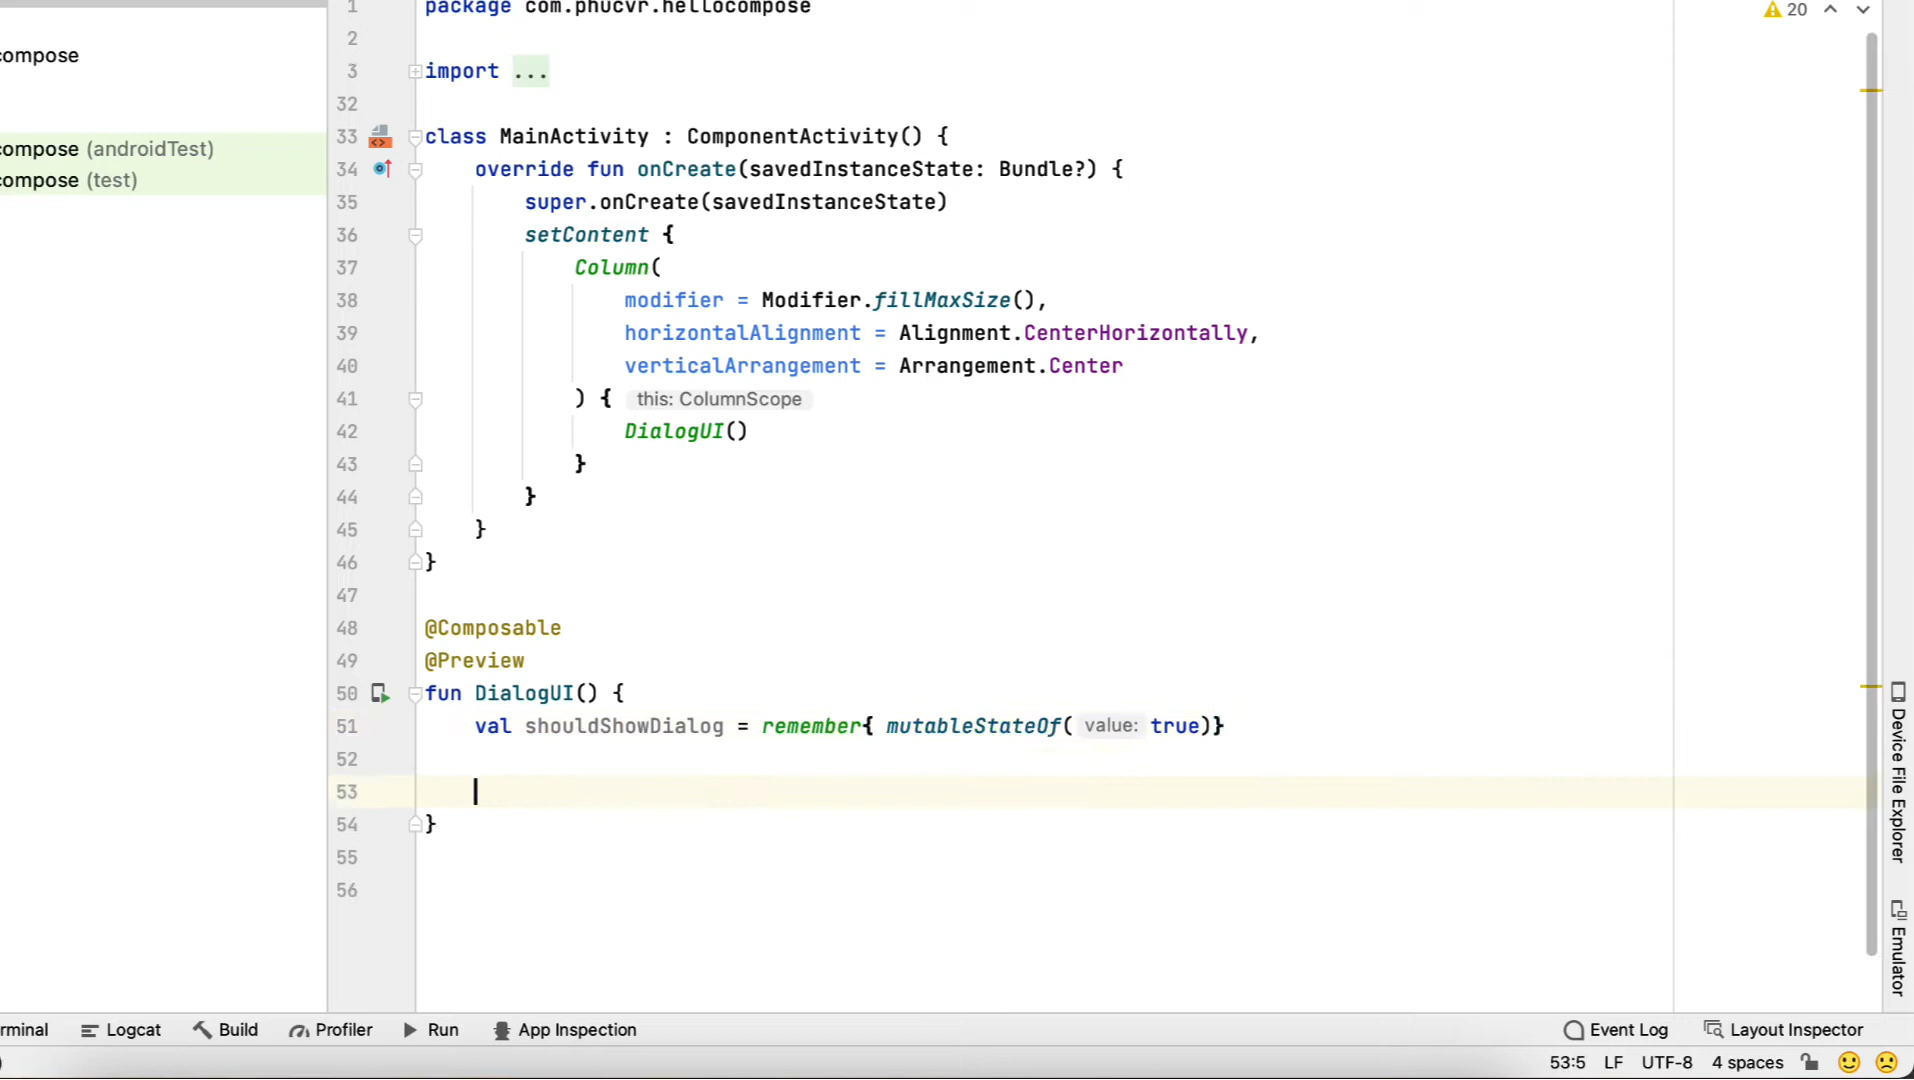 1 package com.phucvr.hellocompose
20
2
compose
3 import ...
32
33 class MainActivity : ComponentActivity() {
compose (androidTest)
34 override fun onCreate(savedInstanceState: Bundle?) {
compose (test)
35 super.onCreate(savedInstanceState)
36 setContent {
37 Column(
38 modifier = Modifier.fillMaxSize(),
39 horizontalAlignment = Alignment.CenterHorizontally,
40 verticalArrangement = Arrangement.Center
41 ) { this: ColumnScope
42 DialogUI()
43 }
44 }
45 }
46 }
47
48 @Composable
49 @Preview
50 fun DialogUI() {
51 val shouldShowDialog = remember{ mutableStateOf( value: true)}
52
53
54 }
55
56
Device File Explorer
Emulator
rminal Logcat Build Profiler Run App Inspection Event Log Layout Inspector
53:5 LF UTF-8 4 spaces